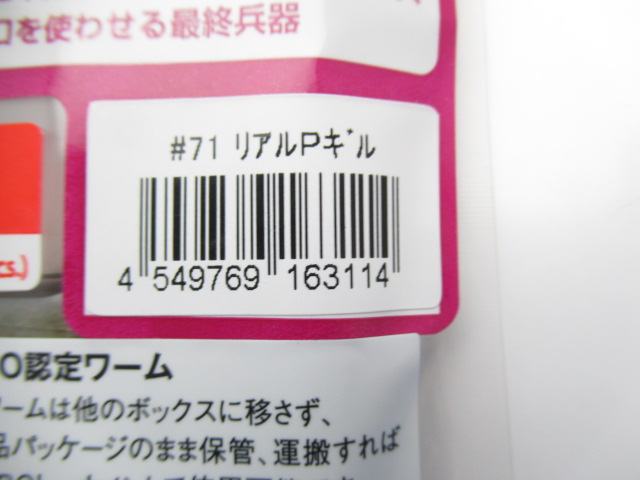 を使わせる最終兵器
#71 リアルPギル
4 549769 163114
cs.)
O認定ワーム
ームは他のボックスに移さず、
品パッケージのまま保管、運搬すれば